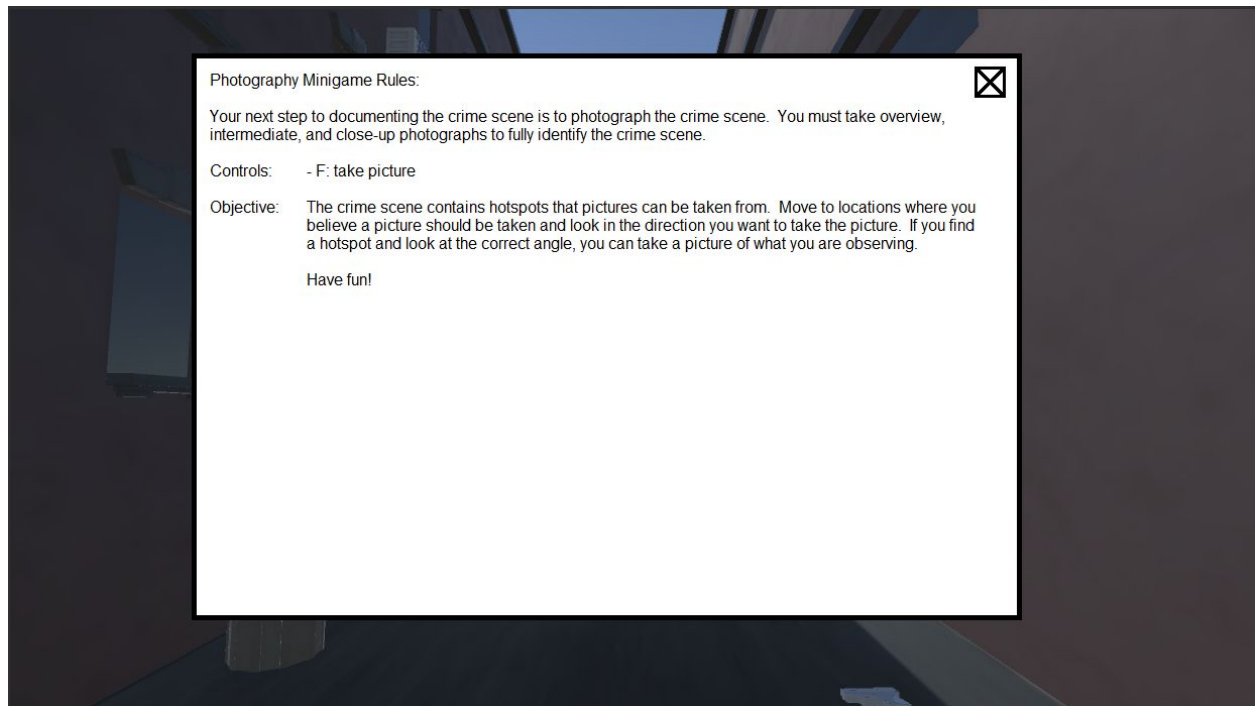 Photography Minigame Rules:
Your next step to documenting the crime scene is to photograph the crime scene.  You must take overview,
intermediate, and close-up photographs to fully identify the crime scene.
Controls: - F: take picture
Objective: The crime scene contains hotspots that pictures can be taken from.  Move to locations where you
believe a picture should be taken and look in the direction you want to take the picture.  If you find
a hotspot and look at the correct angle, you can take a picture of what you are observing.
Have fun!